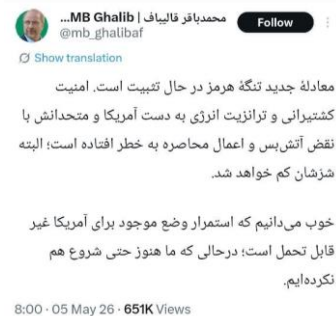 محمدباقر قالیباف | MB Ghalib...
Follow
@mb_ghalibaf
Show translation
معادلهٔ جدید تنگهٔ هرمز در حال تثبیت است. امنیت
کشتیرانی و ترانزیت انرژی به دست آمریکا و متحدانش با
نقض آتش‌بس و اعمال محاصره به خطر افتاده است؛ البته
شرّشان کم خواهد شد.
خوب می‌دانیم که استمرار وضع موجود برای آمریکا غیر
قابل تحمل است؛ درحالی که ما هنوز حتی شروع هم
نکرده‌ایم.
8:00 · 05 May 26 · 651K Views